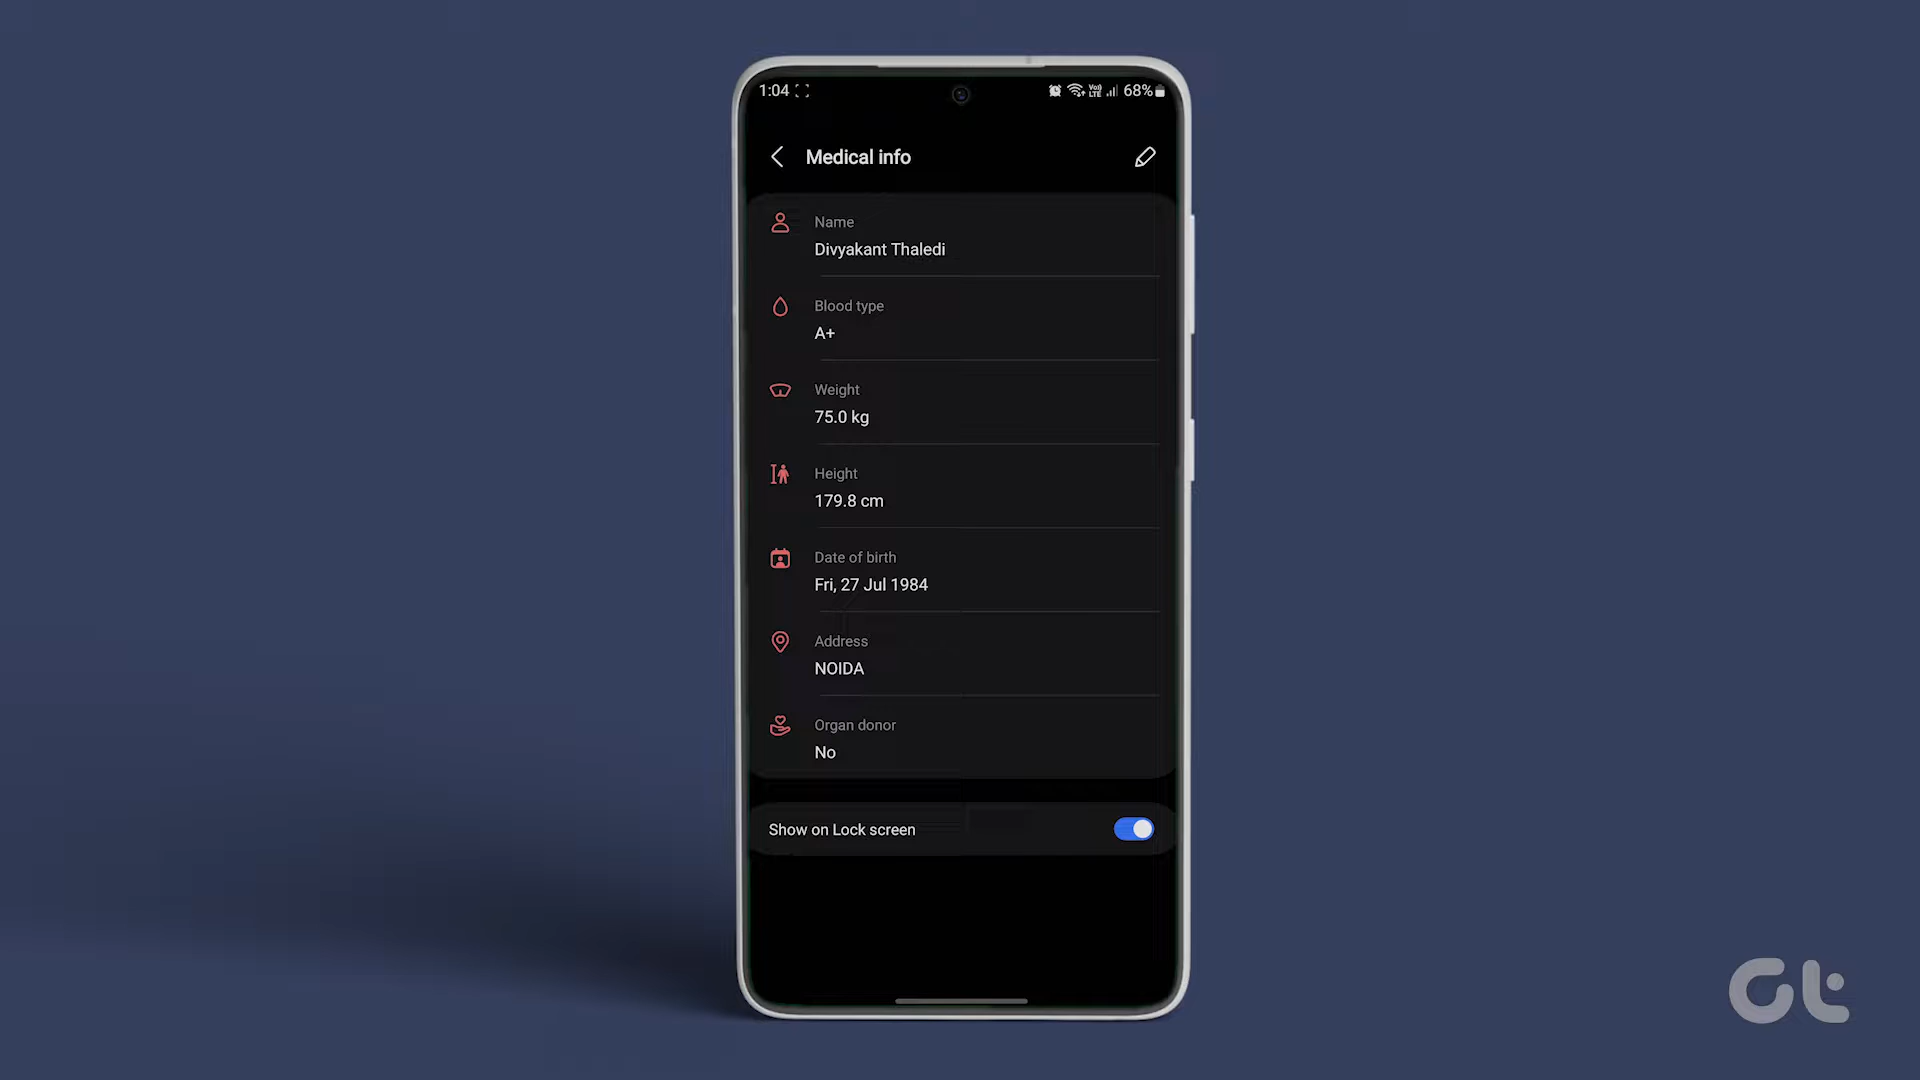 1:04 68%
Medical info
Name
Divyakant Thaledi
Blood type
A+
Weight
75.0 kg
Height
179.8 cm
Date of birth
Fri, 27 Jul 1984
Address
NOIDA
Organ donor
No
Show on Lock screen
Gt